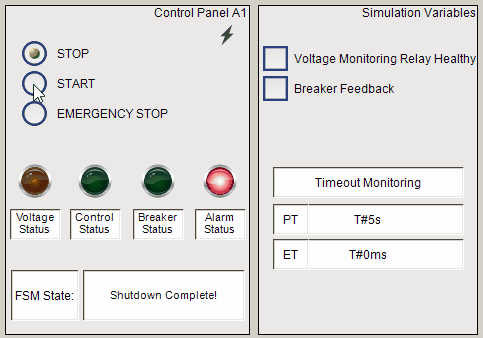 Control Panel A1
STOP
START
EMERGENCY STOP
Voltage
Status
Control
Status
Breaker
Status
Alarm
Status
FSM State:
Shutdown Complete!
Simulation Variables
Voltage Monitoring Relay Healthy
Breaker Feedback
Timeout Monitoring
PT T#5s
ET T#0ms